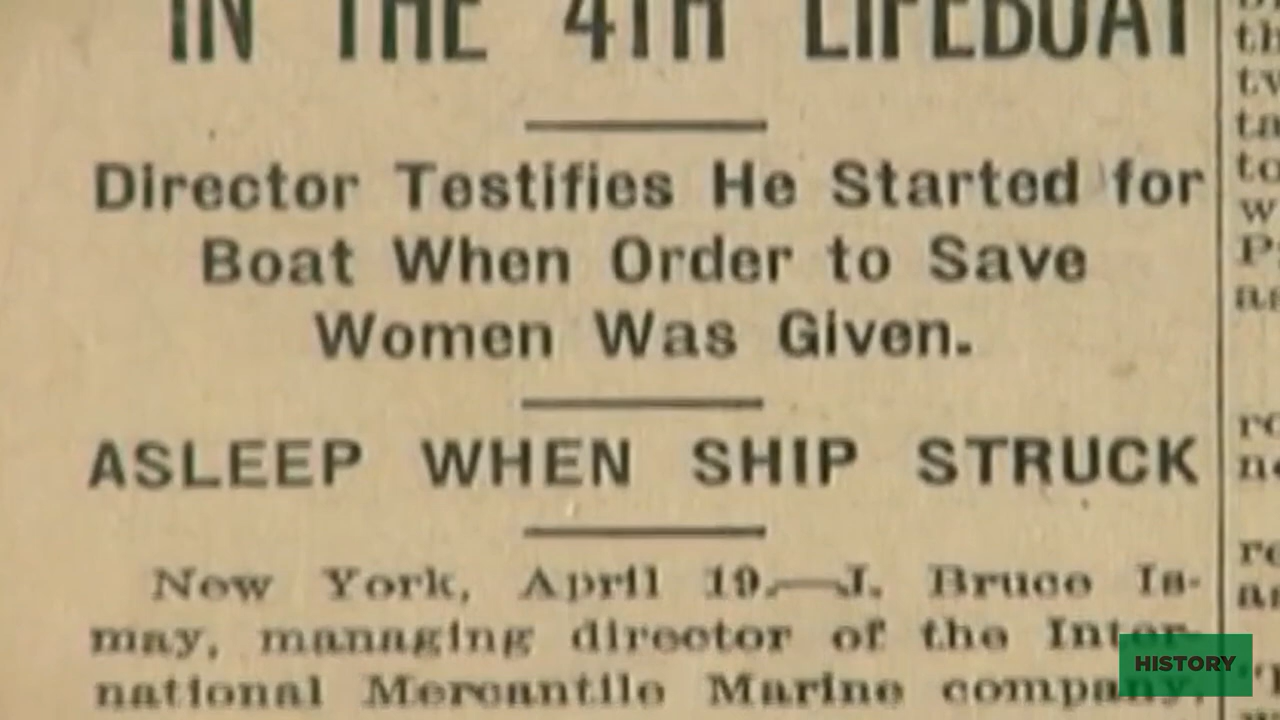 IN THE 4TH LIFEBOAT
Director Testifies He Started for
Boat When Order to Save
Women Was Given.
ASLEEP WHEN SHIP STRUCK
New York, April 19.—J. Bruce Is-
may, managing director of the Inter-
national Mercantile Marine company,
HISTORY